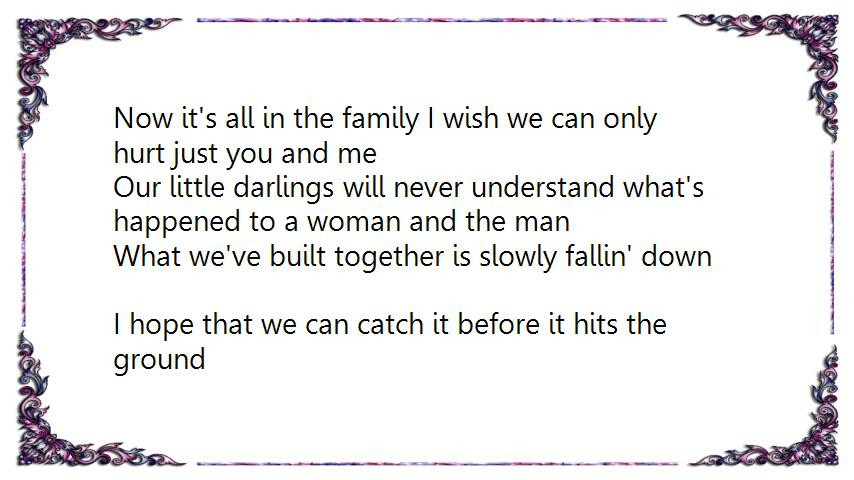 Now it's all in the family I wish we can only
hurt just you and me
Our little darlings will never understand what's
happened to a woman and the man
What we've built together is slowly fallin' down
I hope that we can catch it before it hits the
ground